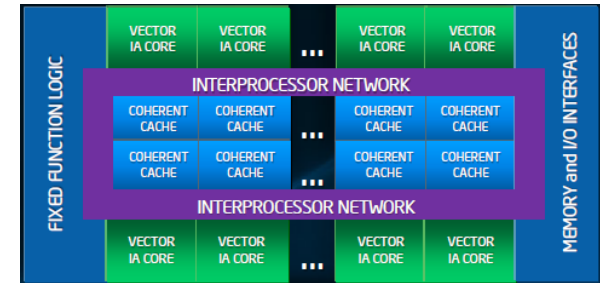 FIXED FUNCTION LOGIC
VECTOR
IA CORE
VECTOR
IA CORE
...
VECTOR
IA CORE
VECTOR
IA CORE
INTERPROCESSOR NETWORK
COHERENT
CACHE
COHERENT
CACHE
...
COHERENT
CACHE
COHERENT
CACHE
COHERENT
CACHE
COHERENT
CACHE
...
COHERENT
CACHE
COHERENT
CACHE
INTERPROCESSOR NETWORK
VECTOR
IA CORE
VECTOR
IA CORE
...
VECTOR
IA CORE
VECTOR
IA CORE
MEMORY and I/O INTERFACES